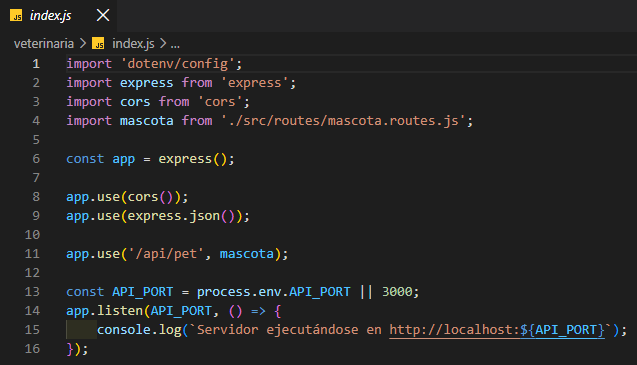 JS index.js X
veterinaria > JS index.js > ...
1 import 'dotenv/config';
2 import express from 'express';
3 import cors from 'cors';
4 import mascota from './src/routes/mascota.routes.js';
5
6 const app = express();
7
8 app.use(cors());
9 app.use(express.json());
10
11 app.use('/api/pet', mascota);
12
13 const API_PORT = process.env.API_PORT || 3000;
14 app.listen(API_PORT, () => {
15     console.log(`Servidor ejecutándose en http://localhost:${API_PORT}`);
16 });